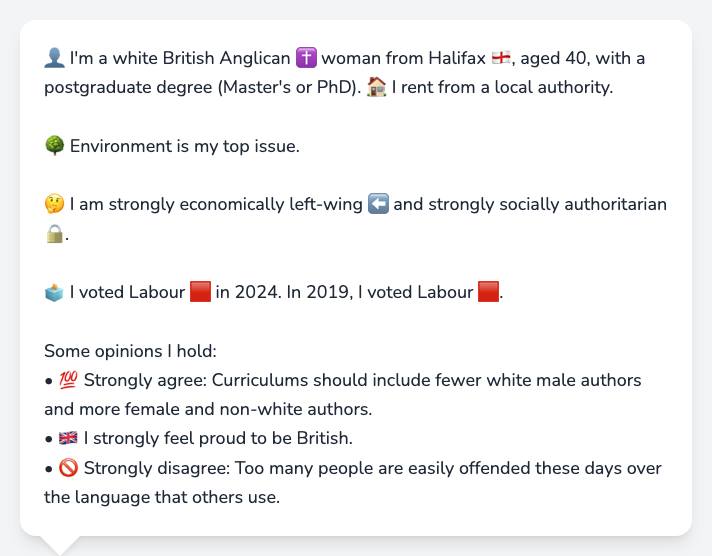 👤 I'm a white British Anglican ✝️ woman from Halifax 🏴󠁧󠁢󠁥󠁮󠁧󠁿, aged 40, with a
postgraduate degree (Master's or PhD). 🏠 I rent from a local authority.
🌳 Environment is my top issue.
🤔 I am strongly economically left-wing ⬅️ and strongly socially authoritarian
🔒.
🗳️ I voted Labour 🟥 in 2024. In 2019, I voted Labour 🟥.
Some opinions I hold:
• 💯 Strongly agree: Curriculums should include fewer white male authors
and more female and non-white authors.
• 🇬🇧 I strongly feel proud to be British.
• 🚫 Strongly disagree: Too many people are easily offended these days over
the language that others use.